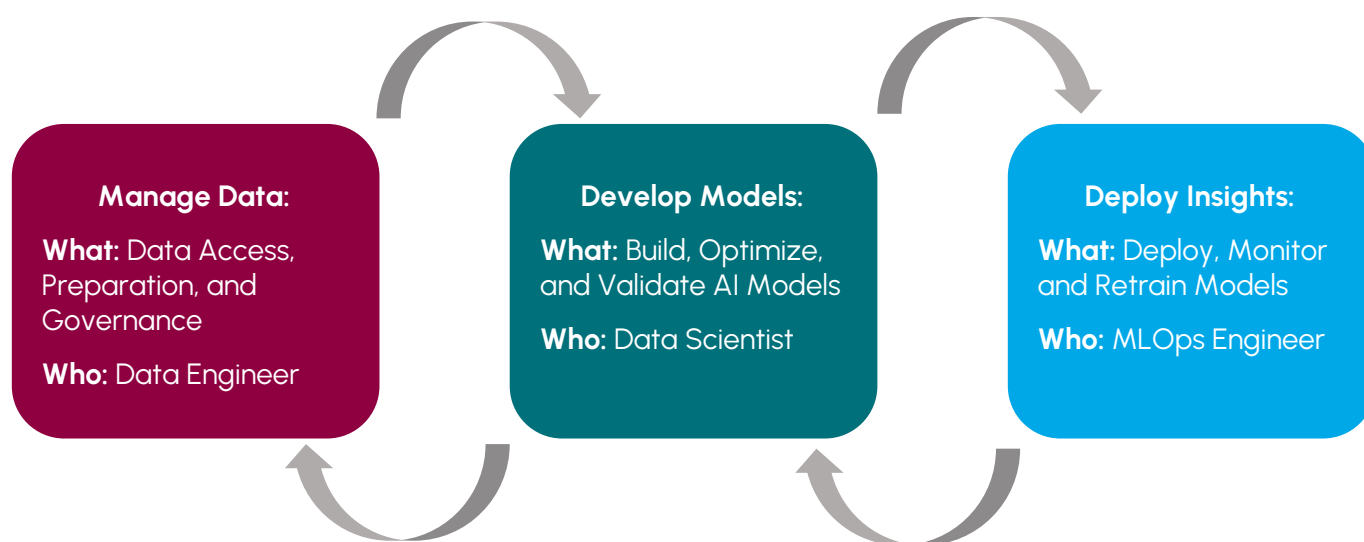 Manage Data:
What: Data Access,
Preparation, and
Governance
Who: Data Engineer
Develop Models:
What: Build, Optimize,
and Validate AI Models
Who: Data Scientist
Deploy Insights:
What: Deploy, Monitor
and Retrain Models
Who: MLOps Engineer